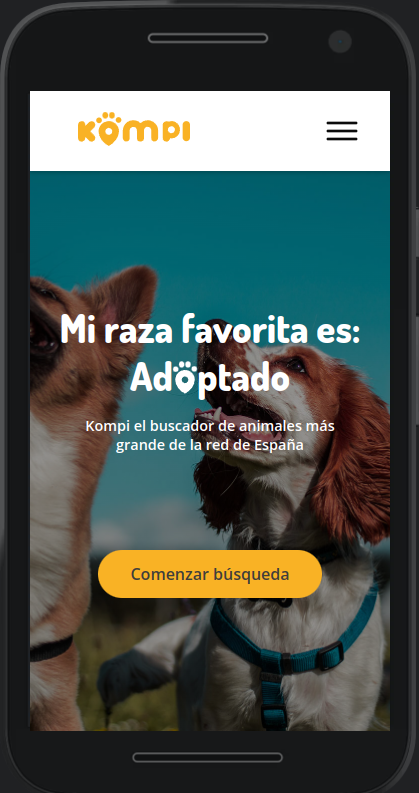 Kompi
Mi raza favorita es:
Adoptado
Kompi el buscador de animales más
grande de la red de España
Comenzar búsqueda